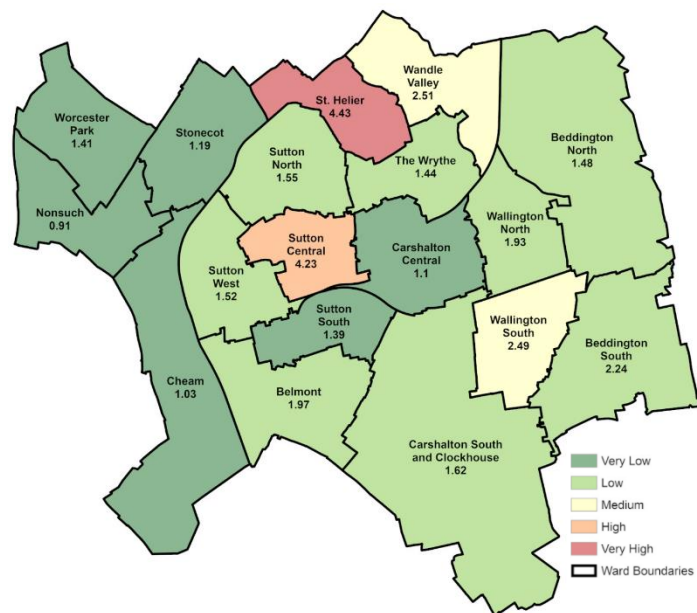 Worcester
Park
1.41
Stonecot
1.19
St. Helier
4.43
Wandle
Valley
2.51
Beddington
North
1.48
Nonsuch
0.91
Sutton
North
1.55
The Wrythe
1.44
Wallington
North
1.93
Sutton
West
1.52
Sutton
Central
4.23
Carshalton
Central
1.1
Sutton
South
1.39
Wallington
South
2.49
Beddington
South
2.24
Cheam
1.03
Belmont
1.97
Carshalton South
and Clockhouse
1.62
Very Low
Low
Medium
High
Very High
Ward Boundaries